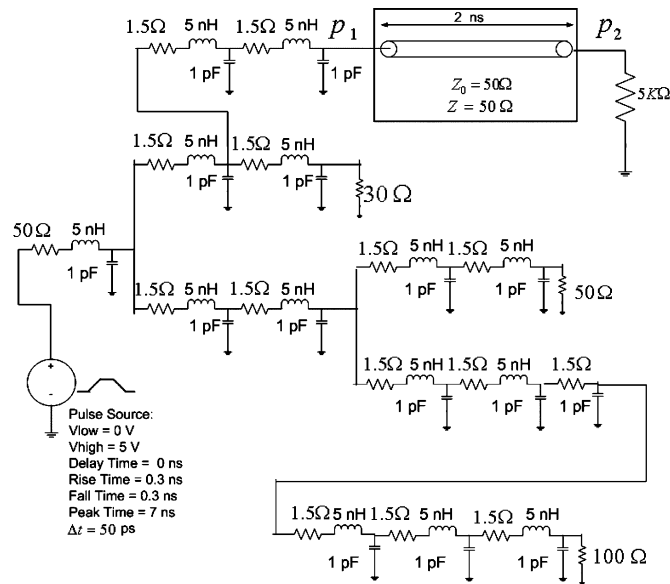 1.5Ω 5 nH 1.5Ω 5 nH p₁ 2 ns p₂
1 pF 1 pF
Z₀ = 50Ω
Z = 50 Ω
5KΩ
1.5Ω 5 nH 1.5Ω 5 nH
1 pF 1 pF 30 Ω
50 Ω 5 nH
1 pF
1.5Ω 5 nH 1.5Ω 5 nH
1 pF 1 pF 50Ω
1.5Ω 5 nH 1.5Ω 5 nH
1 pF 1 pF
1.5Ω 5 nH 1.5Ω 5 nH 1.5Ω
1 pF 1 pF 1 pF
+
-
Pulse Source:
Vlow = 0 V
Vhigh = 5 V
Delay Time = 0 ns
Rise Time = 0.3 ns
Fall Time = 0.3 ns
Peak Time = 7 ns
Δt = 50 ps
1.5Ω 5 nH 1.5Ω 5 nH 1.5Ω 5 nH
1 pF 1 pF 1 pF 100 Ω